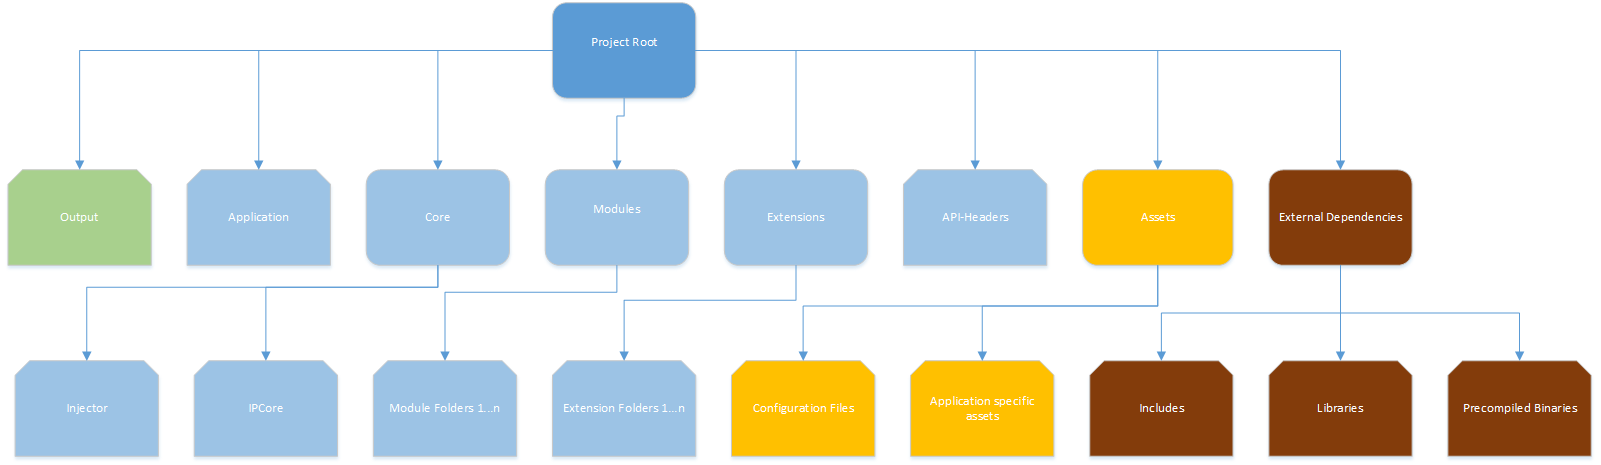 Project Root
Output
Application
Core
Modules
Extensions
API-Headers
Assets
External Dependencies
Injector
IPCore
Module Folders 1...n
Extension Folders 1...n
Configuration Files
Application specific
assets
Includes
Libraries
Precompiled Binaries